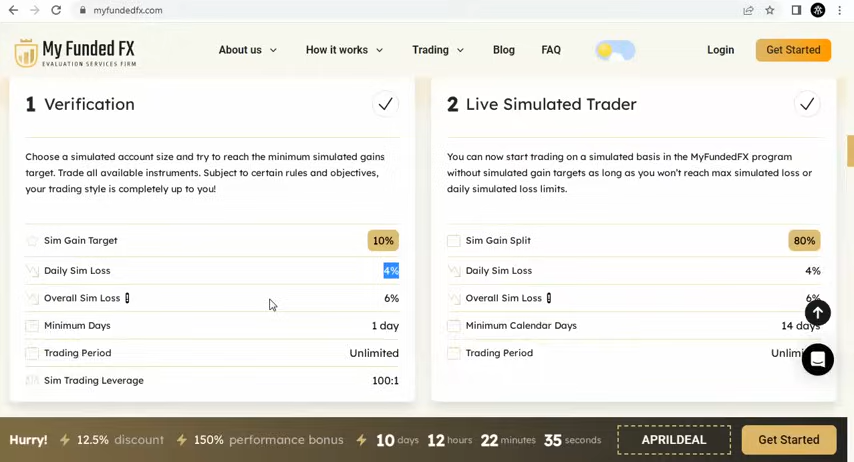 myfundedfx.com
My Funded FX
EVALUATION SERVICES FIRM
About us
How it works
Trading
Blog
FAQ
Login
Get Started
1 Verification
Choose a simulated account size and try to reach the minimum simulated gains
target. Trade all available instruments. Subject to certain rules and objectives,
your trading style is completely up to you!
Sim Gain Target 10%
Daily Sim Loss 4%
Overall Sim Loss 6%
Minimum Days 1 day
Trading Period Unlimited
Sim Trading Leverage 100:1
2 Live Simulated Trader
You can now start trading on a simulated basis in the MyFundedFX program
without simulated gain targets as long as you won't reach max simulated loss or
daily simulated loss limits.
Sim Gain Split 80%
Daily Sim Loss 4%
Overall Sim Loss 6%
Minimum Calendar Days 14 days
Trading Period
Hurry! 12.5% discount 150% performance bonus 10 days 12 hours 22 minutes 35 seconds APRILDEAL Get Started